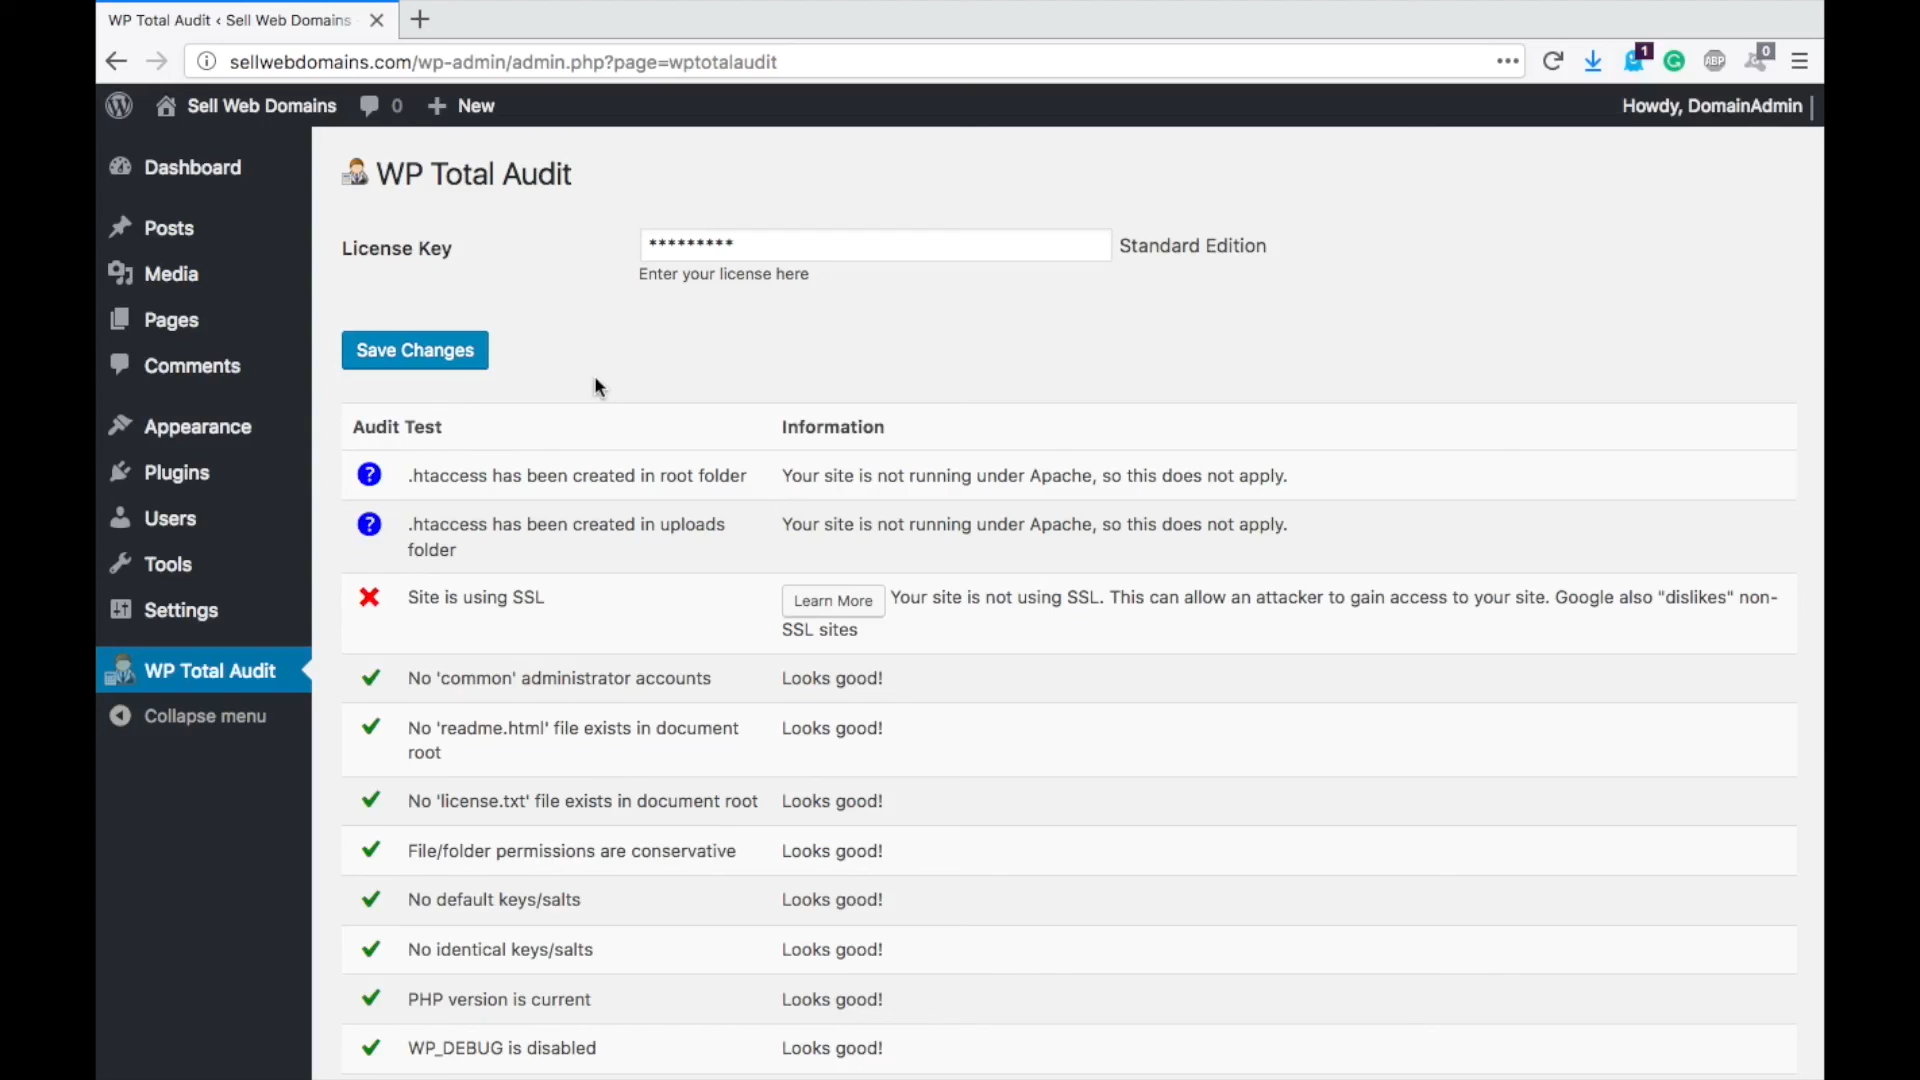 WP Total Audit ‹ Sell Web Domains
sellwebdomains.com/wp-admin/admin.php?page=wptotalaudit
1
ABP
0
Sell Web Domains
0
New
Howdy, DomainAdmin
Dashboard
Posts
Media
Pages
Comments
Appearance
Plugins
Users
Tools
Settings
WP Total Audit
Collapse menu
WP Total Audit
License Key
*********
Standard Edition
Enter your license here
Save Changes
Audit Test
Information
.htaccess has been created in root folder
Your site is not running under Apache, so this does not apply.
.htaccess has been created in uploads
folder
Your site is not running under Apache, so this does not apply.
Site is using SSL
Learn More
Your site is not using SSL. This can allow an attacker to gain access to your site. Google also "dislikes" non-
SSL sites
No 'common' administrator accounts
Looks good!
No 'readme.html' file exists in document
root
Looks good!
No 'license.txt' file exists in document root
Looks good!
File/folder permissions are conservative
Looks good!
No default keys/salts
Looks good!
No identical keys/salts
Looks good!
PHP version is current
Looks good!
WP_DEBUG is disabled
Looks good!